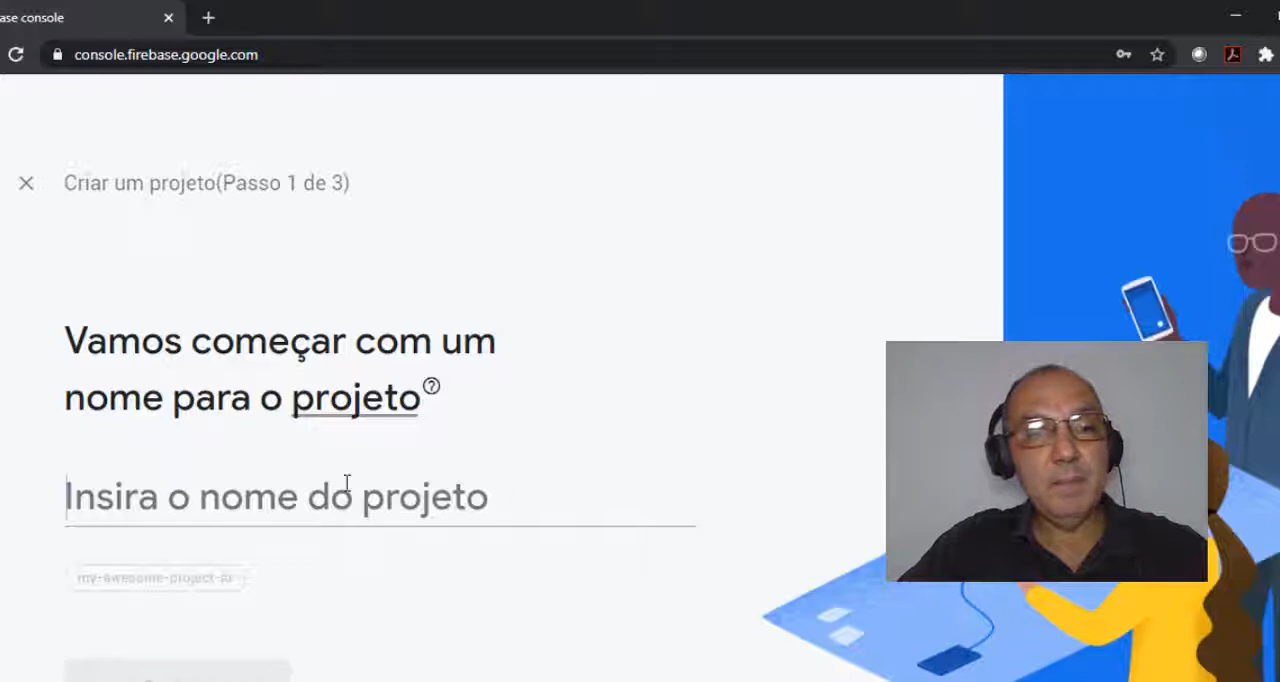 ase console
console.firebase.google.com
Criar um projeto(Passo 1 de 3)
Vamos começar com um
nome para o projeto
Insira o nome do projeto